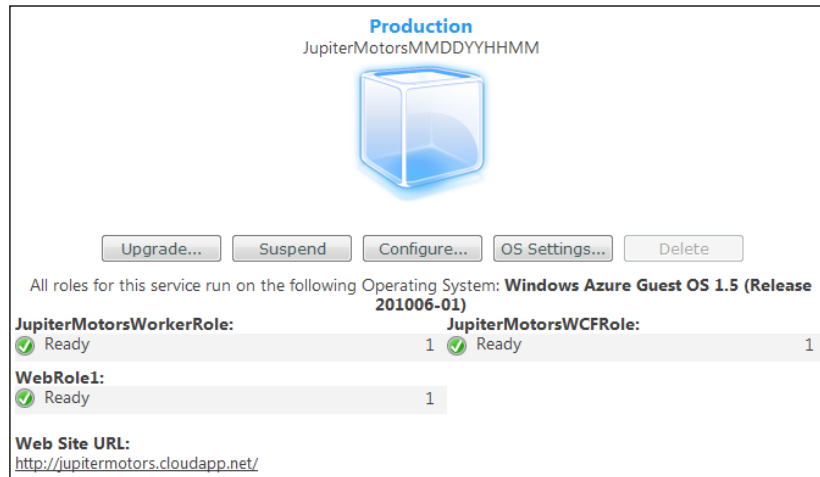 Production
JupiterMotorsMMDDYYHHMM
Upgrade... Suspend Configure... OS Settings... Delete
All roles for this service run on the following Operating System: Windows Azure Guest OS 1.5 (Release
201006-01)
JupiterMotorsWorkerRole: JupiterMotorsWCFRole:
Ready 1 Ready 1
WebRole1:
Ready 1
Web Site URL:
http://jupitermotors.cloudapp.net/